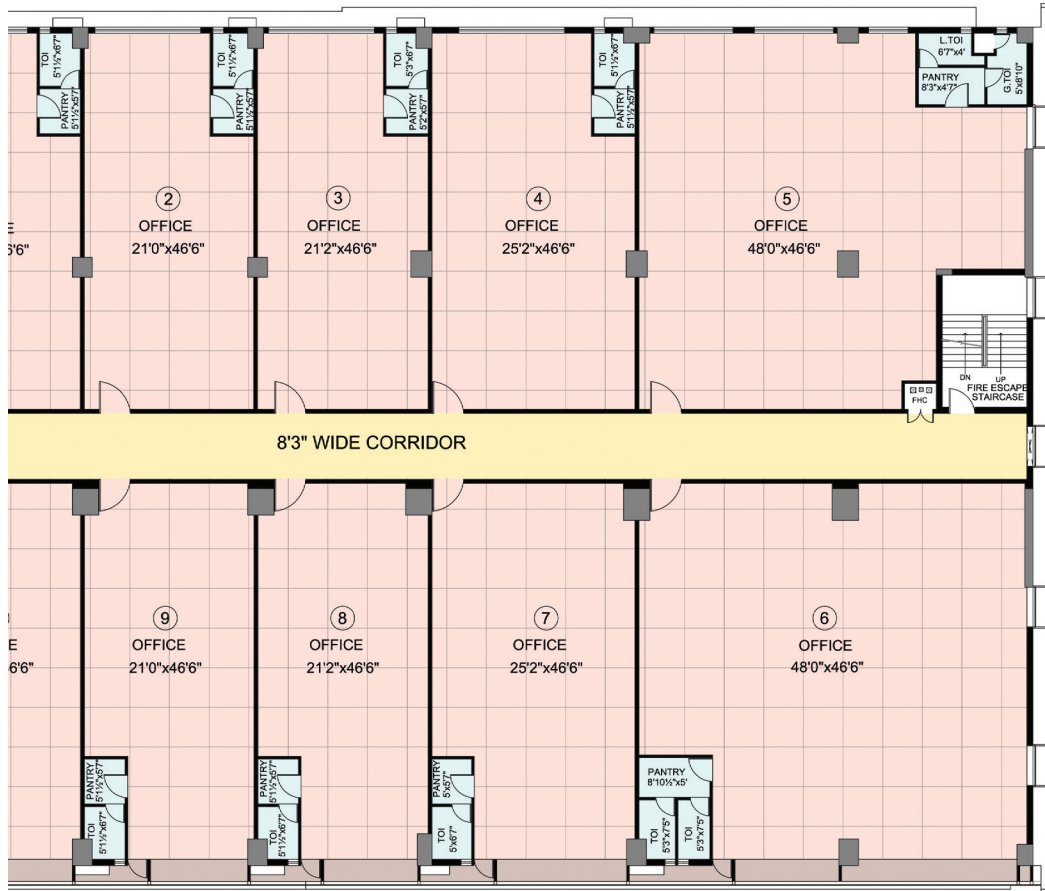 TOI
5'1½"x6'7"
PANTRY
5'1½"x5'7"
TOI
5'1½"x6'7"
PANTRY
5'1½"x5'7"
TOI
5'3"x6'7"
PANTRY
5'2"x5'7"
TOI
5'1½"x6'7"
PANTRY
5'1½"x5'7"
L.TOI
6'7"x4'
PANTRY
8'3"x4'7"
G.TOI
5'x8'10"
E
6'6"
2
OFFICE
21'0"x46'6"
3
OFFICE
21'2"x46'6"
4
OFFICE
25'2"x46'6"
5
OFFICE
48'0"x46'6"
DN
UP
FIRE ESCAPE
STAIRCASE
FHC
8'3" WIDE CORRIDOR
E
6'6"
9
OFFICE
21'0"x46'6"
8
OFFICE
21'2"x46'6"
7
OFFICE
25'2"x46'6"
6
OFFICE
48'0"x46'6"
PANTRY
5'1½"x5'7"
TOI
5'1½"x6'7"
PANTRY
5'1½"x5'7"
TOI
5'1½"x6'7"
PANTRY
5'x5'7"
TOI
5'x6'7"
PANTRY
8'10½"x5'
TOI
5'3"x7'5"
TOI
5'3"x7'5"